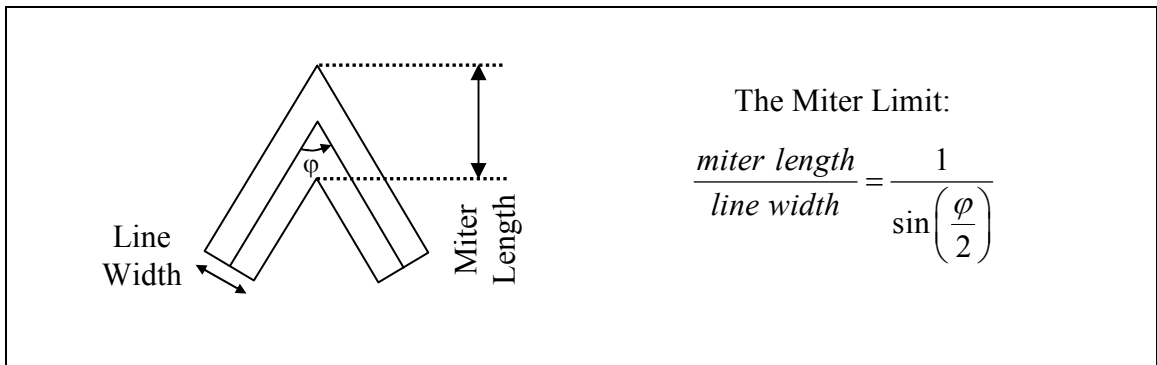 φ
Line
Width
Miter
Length
The Miter Limit:
miter length / line width = 1 / sin(φ/2)